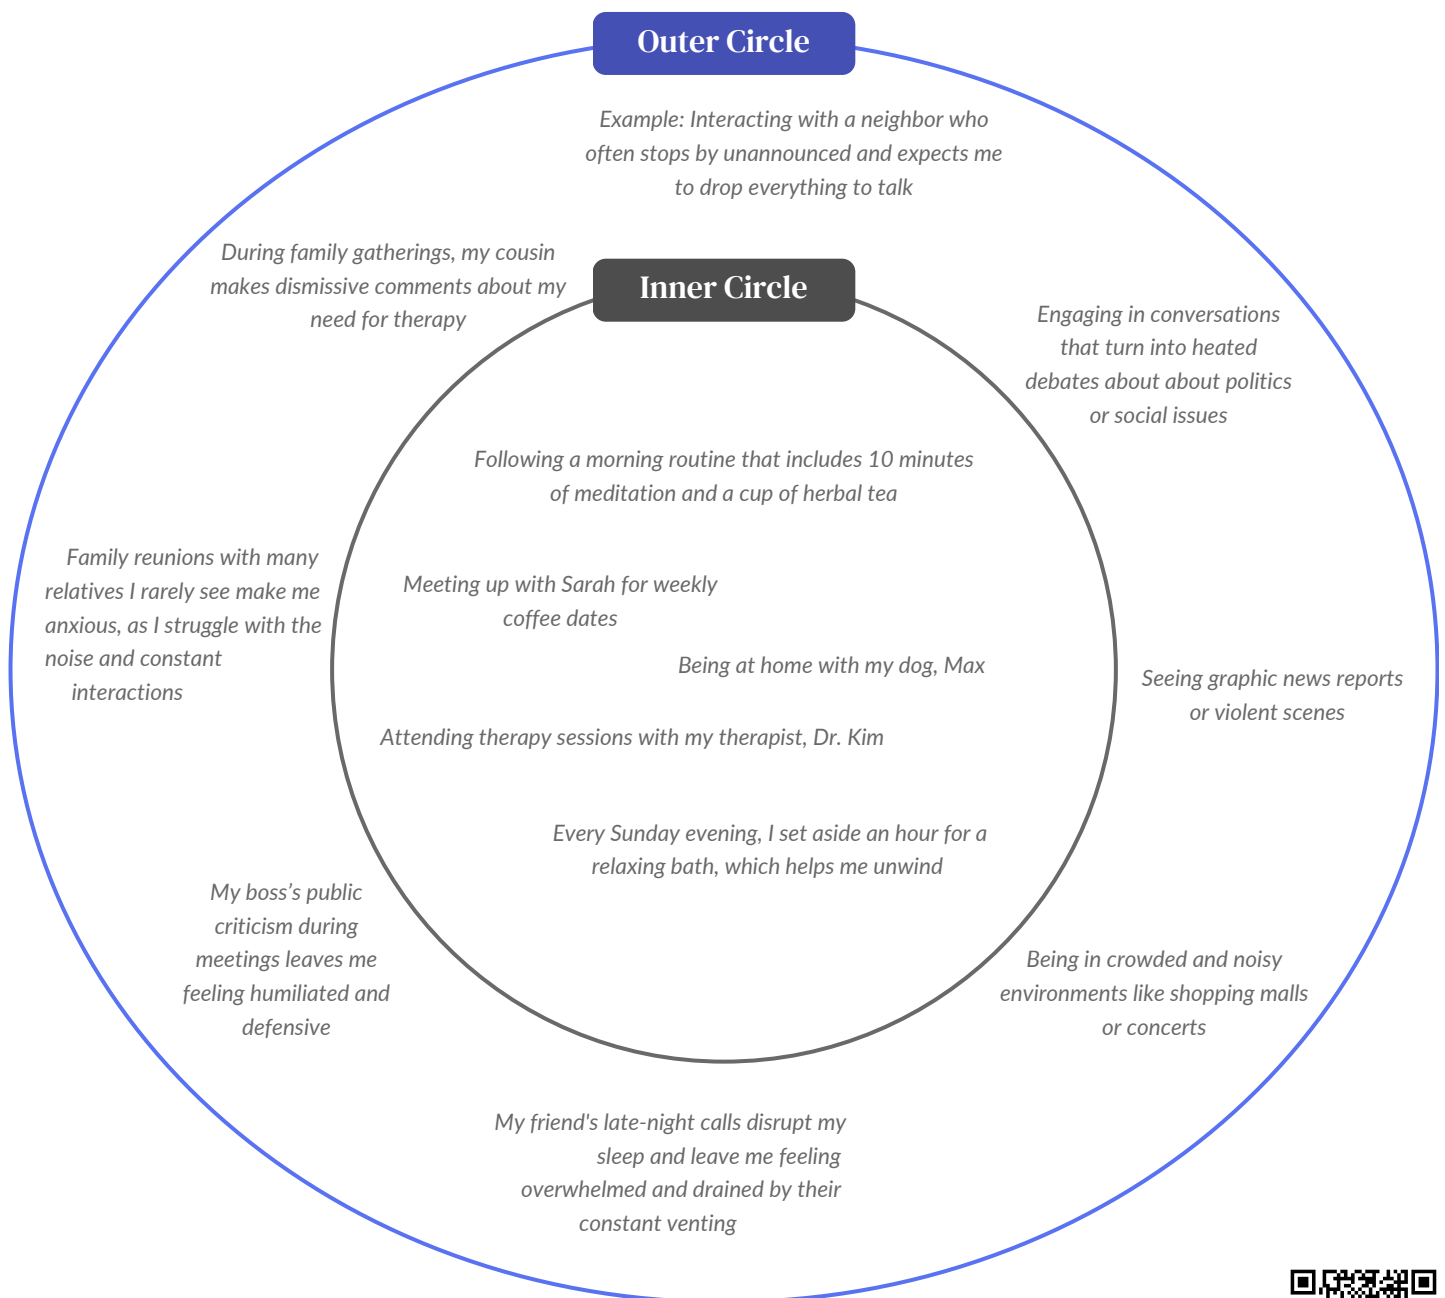 Outer Circle
Example: Interacting with a neighbor who
often stops by unannounced and expects me
to drop everything to talk
During family gatherings, my cousin
makes dismissive comments about my
need for therapy
Inner Circle
Engaging in conversations
that turn into heated
debates about about politics
or social issues
Following a morning routine that includes 10 minutes
of meditation and a cup of herbal tea
Family reunions with many
relatives I rarely see make me
anxious, as I struggle with the
noise and constant
interactions
Meeting up with Sarah for weekly
coffee dates
Being at home with my dog, Max
Seeing graphic news reports
or violent scenes
Attending therapy sessions with my therapist, Dr. Kim
Every Sunday evening, I set aside an hour for a
relaxing bath, which helps me unwind
My boss’s public
criticism during
meetings leaves me
feeling humiliated and
defensive
Being in crowded and noisy
environments like shopping malls
or concerts
My friend's late-night calls disrupt my
sleep and leave me feeling
overwhelmed and drained by their
constant venting